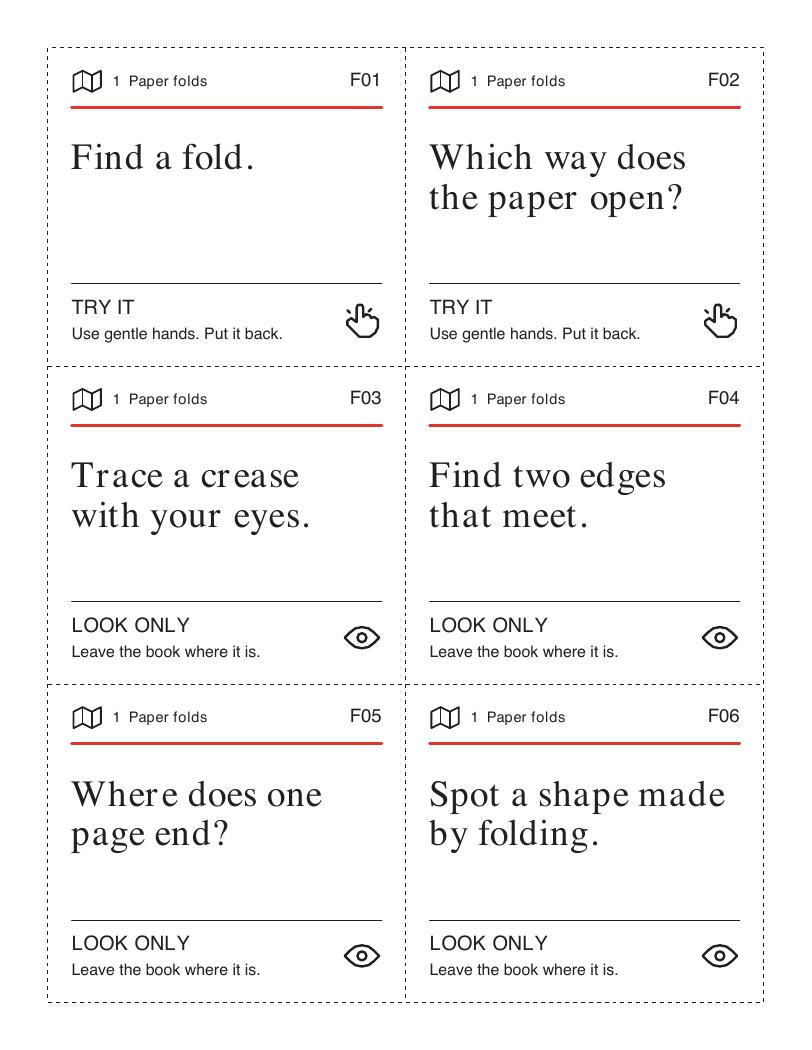 1 Paper folds F01
Find a fold.
TRY IT
Use gentle hands. Put it back.
1 Paper folds F02
Which way does
the paper open?
TRY IT
Use gentle hands. Put it back.
1 Paper folds F03
Trace a crease
with your eyes.
LOOK ONLY
Leave the book where it is.
1 Paper folds F04
Find two edges
that meet.
LOOK ONLY
Leave the book where it is.
1 Paper folds F05
Where does one
page end?
LOOK ONLY
Leave the book where it is.
1 Paper folds F06
Spot a shape made
by folding.
LOOK ONLY
Leave the book where it is.